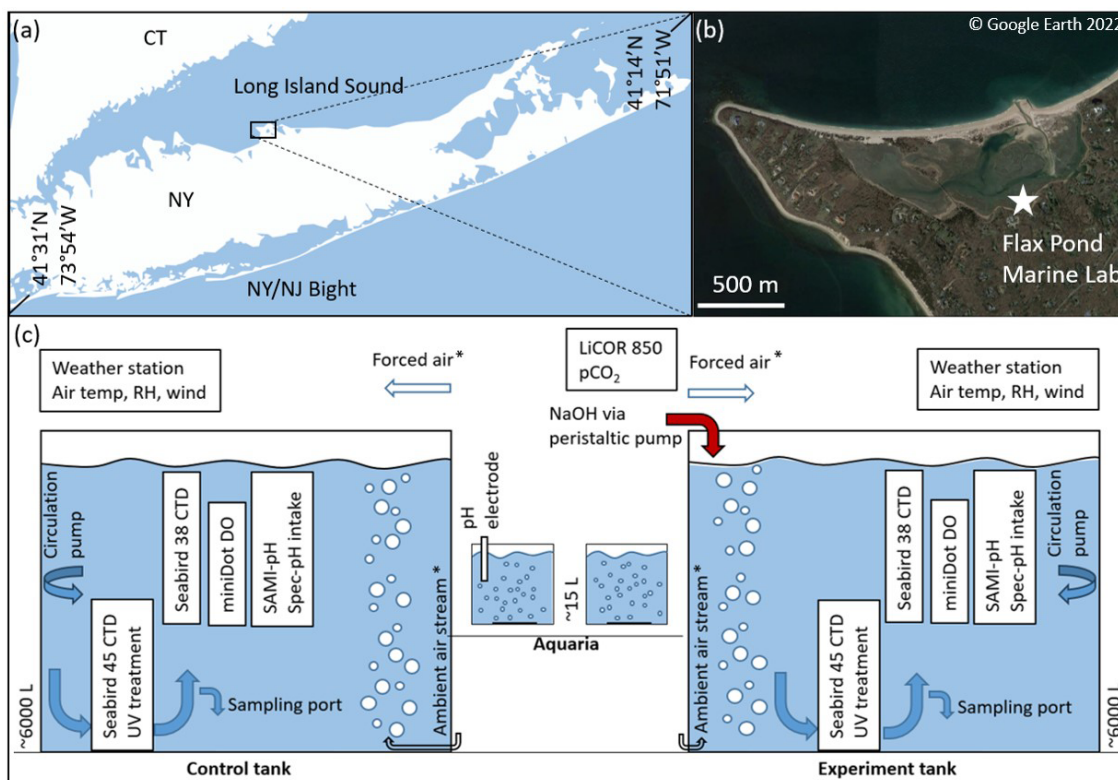 (a)
CT
Long Island Sound
41°14’N
71°51’W
NY
41°31’N
73°54’W
NY/NJ Bight
(b)
© Google Earth 2022
Flax Pond
Marine Lab
500 m
(c)
Weather station
Air temp, RH, wind
Forced air*
LiCOR 850
pCO₂
Forced air*
Weather station
Air temp, RH, wind
NaOH via
peristaltic pump
Circulation
pump
Seabird 38 CTD
miniDot DO
SAMI-pH
Spec-pH intake
Seabird 45 CTD
UV treatment
Sampling port
Ambient air stream*
~6000 L
Control tank
pH
electrode
~15 L
Aquaria
Ambient air stream*
Seabird 45 CTD
UV treatment
Seabird 38 CTD
miniDot DO
SAMI-pH
Spec-pH intake
Circulation
pump
Sampling port
~6000 L
Experiment tank